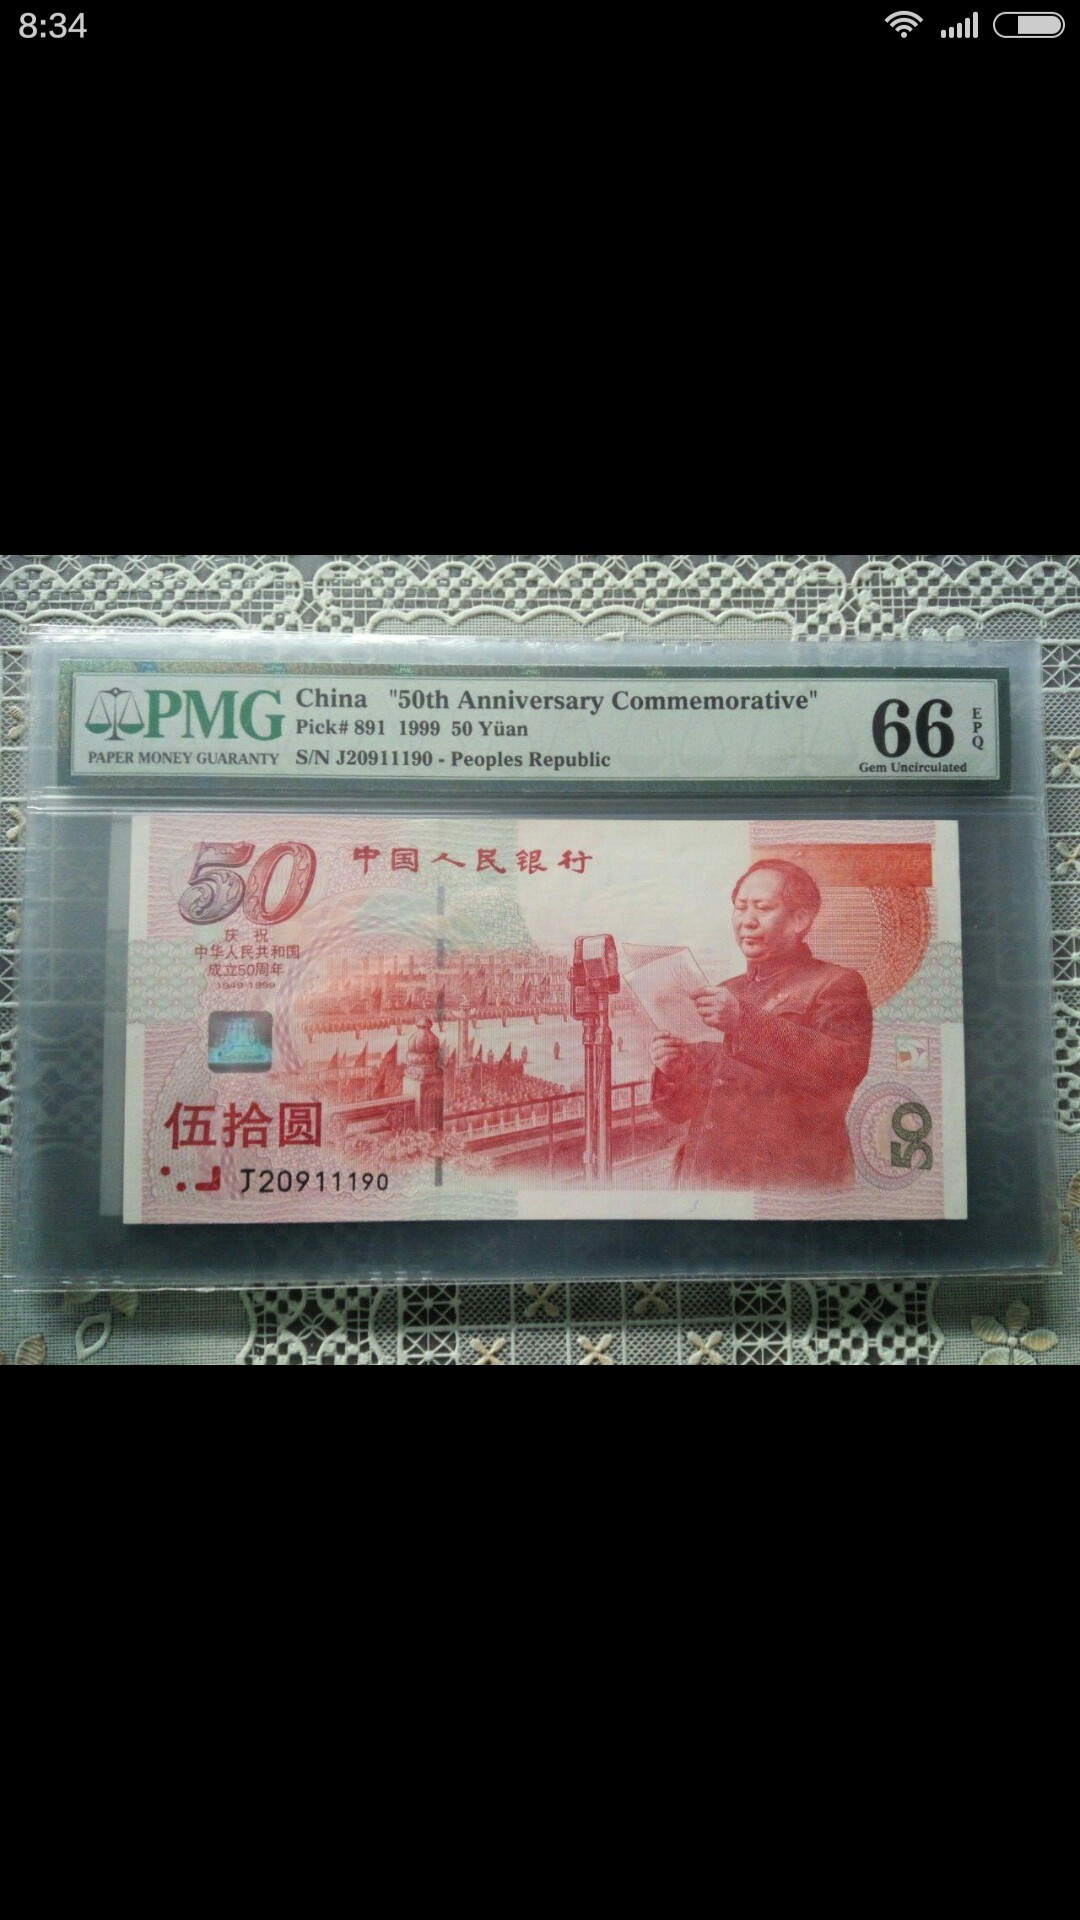 8:34
PMG
PAPER MONEY GUARANTY
China "50th Anniversary Commemorative"
Pick# 891 1999 50 Yüan
S/N J20911190 - Peoples Republic
66
EPQ
Gem Uncirculated
50
中国人民银行
庆祝
中华人民共和国
成立50周年
1949-1999
伍拾圆
J20911190
50